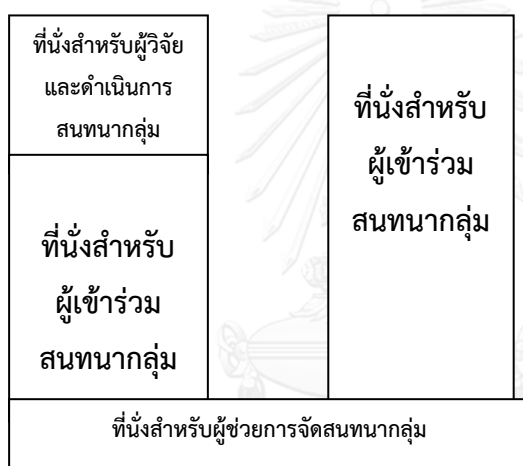 ที่นั่งสำหรับผู้วิจัย
และดำเนินการ
สนทนากลุ่ม
ที่นั่งสำหรับ
ผู้เข้าร่วม
สนทนากลุ่ม
ที่นั่งสำหรับ
ผู้เข้าร่วม
สนทนากลุ่ม
ที่นั่งสำหรับผู้ช่วยการจัดสนทนากลุ่ม